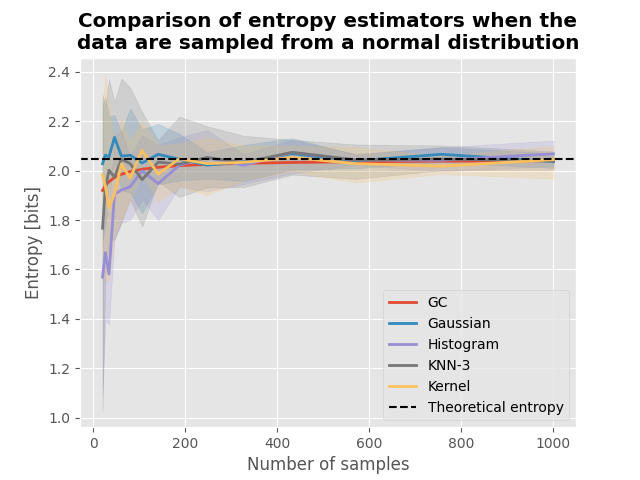 Comparison of entropy estimators when the
data are sampled from a normal distribution
Entropy [bits]
2.4
2.2
2.0
1.8
1.6
1.4
1.2
1.0
GC
Gaussian
Histogram
KNN-3
Kernel
Theoretical entropy
0 200 400 600 800 1000
Number of samples